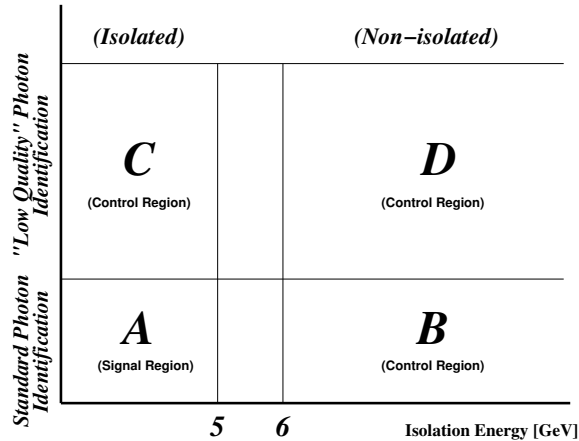 (Isolated)
(Non−isolated)
"Low Quality" Photon
Identification
C
(Control Region)
D
(Control Region)
Standard Photon
Identification
A
(Signal Region)
B
(Control Region)
5
6
Isolation Energy [GeV]